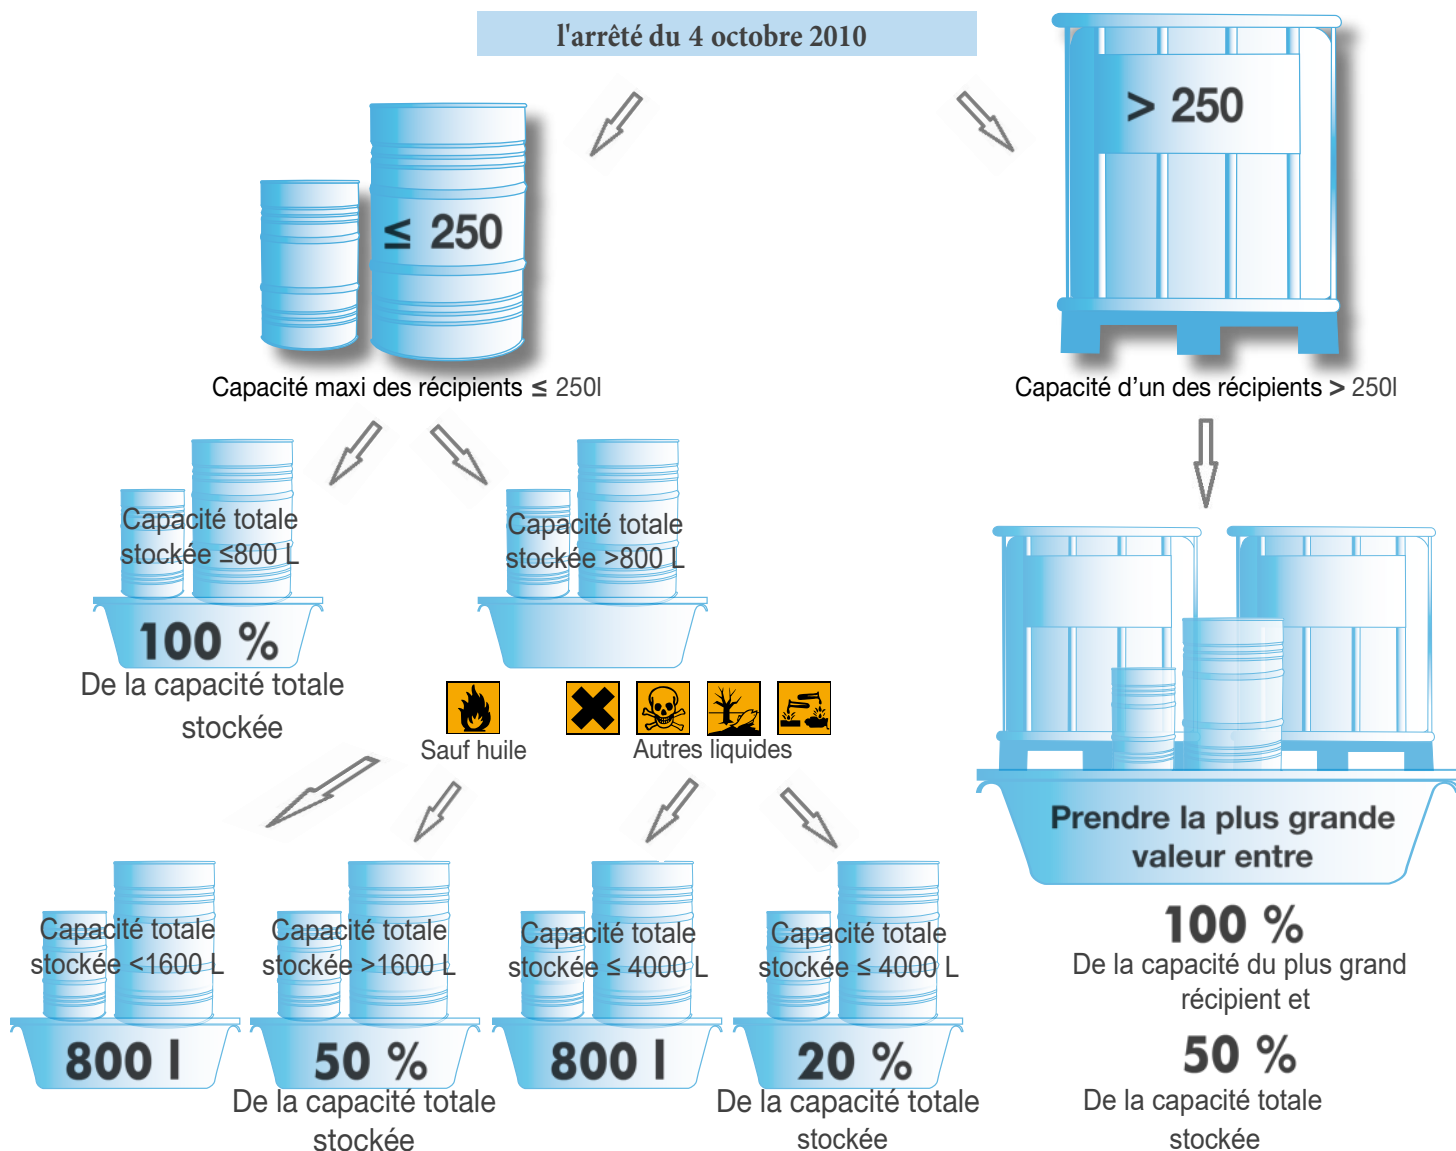 l'arrêté du 4 octobre 2010
≤ 250
> 250
Capacité maxi des récipients ≤ 250l
Capacité d’un des récipients > 250l
Capacité totale
stockée ≤800 L
100 %
De la capacité totale
stockée
Capacité totale
stockée >800 L
Sauf huile
Autres liquides
Capacité totale
stockée <1600 L
800 l
Capacité totale
stockée >1600 L
50 %
De la capacité totale
stockée
Capacité totale
stockée ≤ 4000 L
800 l
Capacité totale
stockée ≤ 4000 L
20 %
De la capacité totale
stockée
Prendre la plus grande
valeur entre
100 %
De la capacité du plus grand
récipient et
50 %
De la capacité totale
stockée